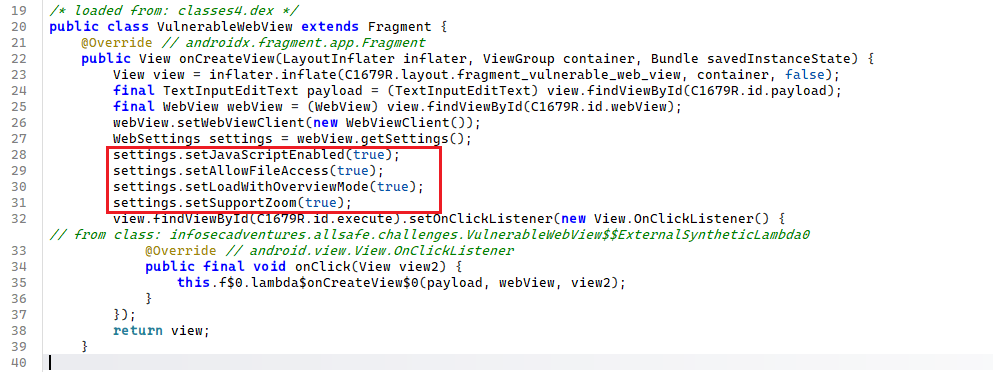 19 /* loaded from: classes4.dex */
20 public class VulnerableWebView extends Fragment {
21     @Override // androidx.fragment.app.Fragment
22     public View onCreateView(LayoutInflater inflater, ViewGroup container, Bundle savedInstanceState) {
23         View view = inflater.inflate(C1679R.layout.fragment_vulnerable_web_view, container, false);
24         final TextInputEditText payload = (TextInputEditText) view.findViewById(C1679R.id.payload);
25         final WebView webView = (WebView) view.findViewById(C1679R.id.webView);
26         webView.setWebViewClient(new WebViewClient());
27         WebSettings settings = webView.getSettings();
28         settings.setJavaScriptEnabled(true);
29         settings.setAllowFileAccess(true);
30         settings.setLoadWithOverviewMode(true);
31         settings.setSupportZoom(true);
32         view.findViewById(C1679R.id.execute).setOnClickListener(new View.OnClickListener() {
// from class: infosecadventures.allsafe.challenges.VulnerableWebView$$ExternalSyntheticLambda0
33             @Override // android.view.View.OnClickListener
34             public final void onClick(View view2) {
35                 this.f$0.lambda$onCreateView$0(payload, webView, view2);
36             }
37         });
38         return view;
39     }
40